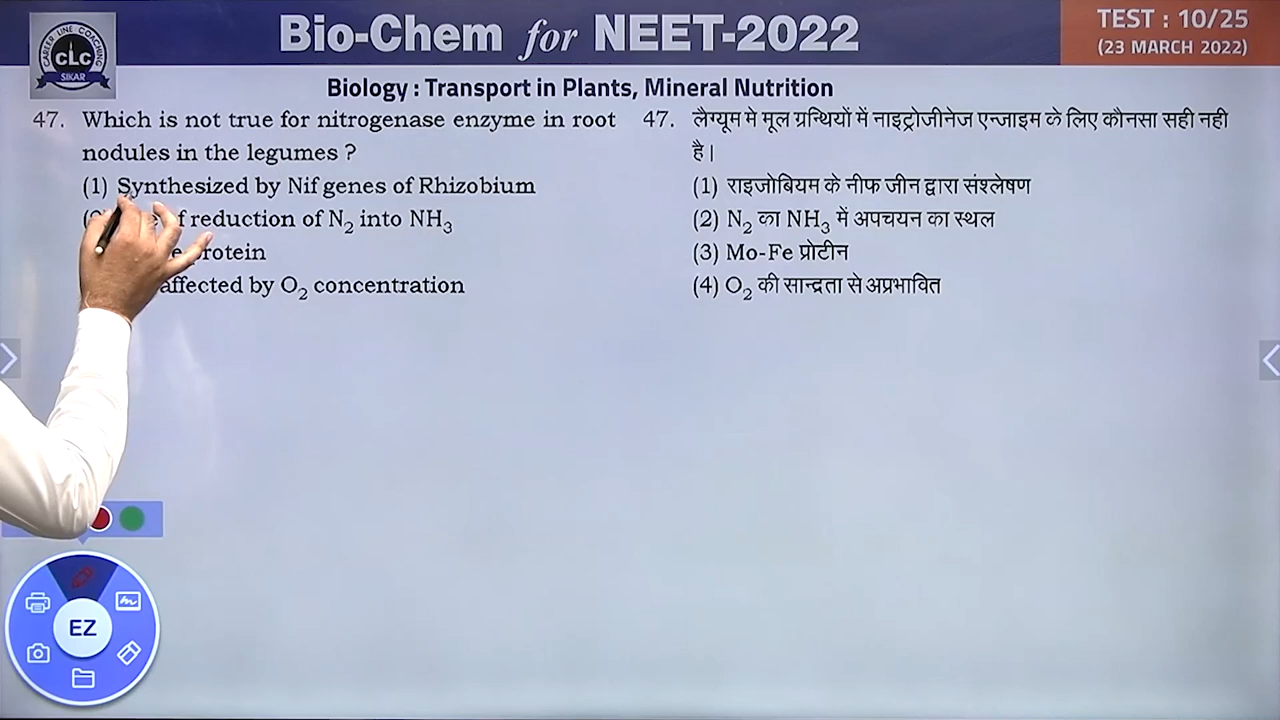 CAREER LINE COACHING
CLC
SIKAR
Bio-Chem for NEET-2022
TEST : 10/25
(23 MARCH 2022)
Biology : Transport in Plants, Mineral Nutrition
47. Which is not true for nitrogenase enzyme in root
nodules in the legumes ?
(1) Synthesized by Nif genes of Rhizobium
of reduction of N₂ into NH₃
protein
affected by O₂ concentration
47. लैग्यूम मे मूल ग्रन्थियों में नाइट्रोजीनेज एन्जाइम के लिए कौनसा सही नही
है।
(1) राइजोबियम के नीफ जीन द्वारा संश्लेषण
(2) N₂ का NH₃ में अपचयन का स्थल
(3) Mo-Fe प्रोटीन
(4) O₂ की सान्द्रता से अप्रभावित
EZ